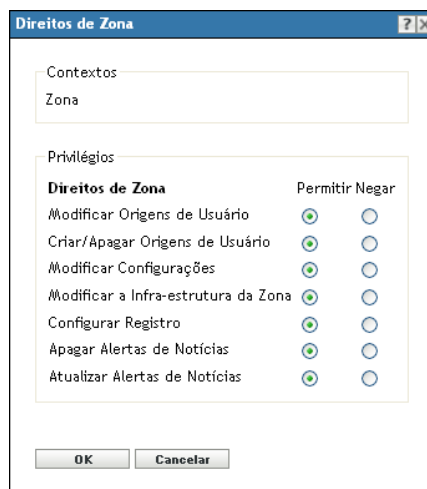 Direitos de Zona
?
Contextos
Zona
Privilégios
Direitos de Zona Permitir Negar
Modificar Origens de Usuário
Criar/Apagar Origens de Usuário
Modificar Configurações
Modificar a Infra-estrutura da Zona
Configurar Registro
Apagar Alertas de Notícias
Atualizar Alertas de Notícias
OK Cancelar